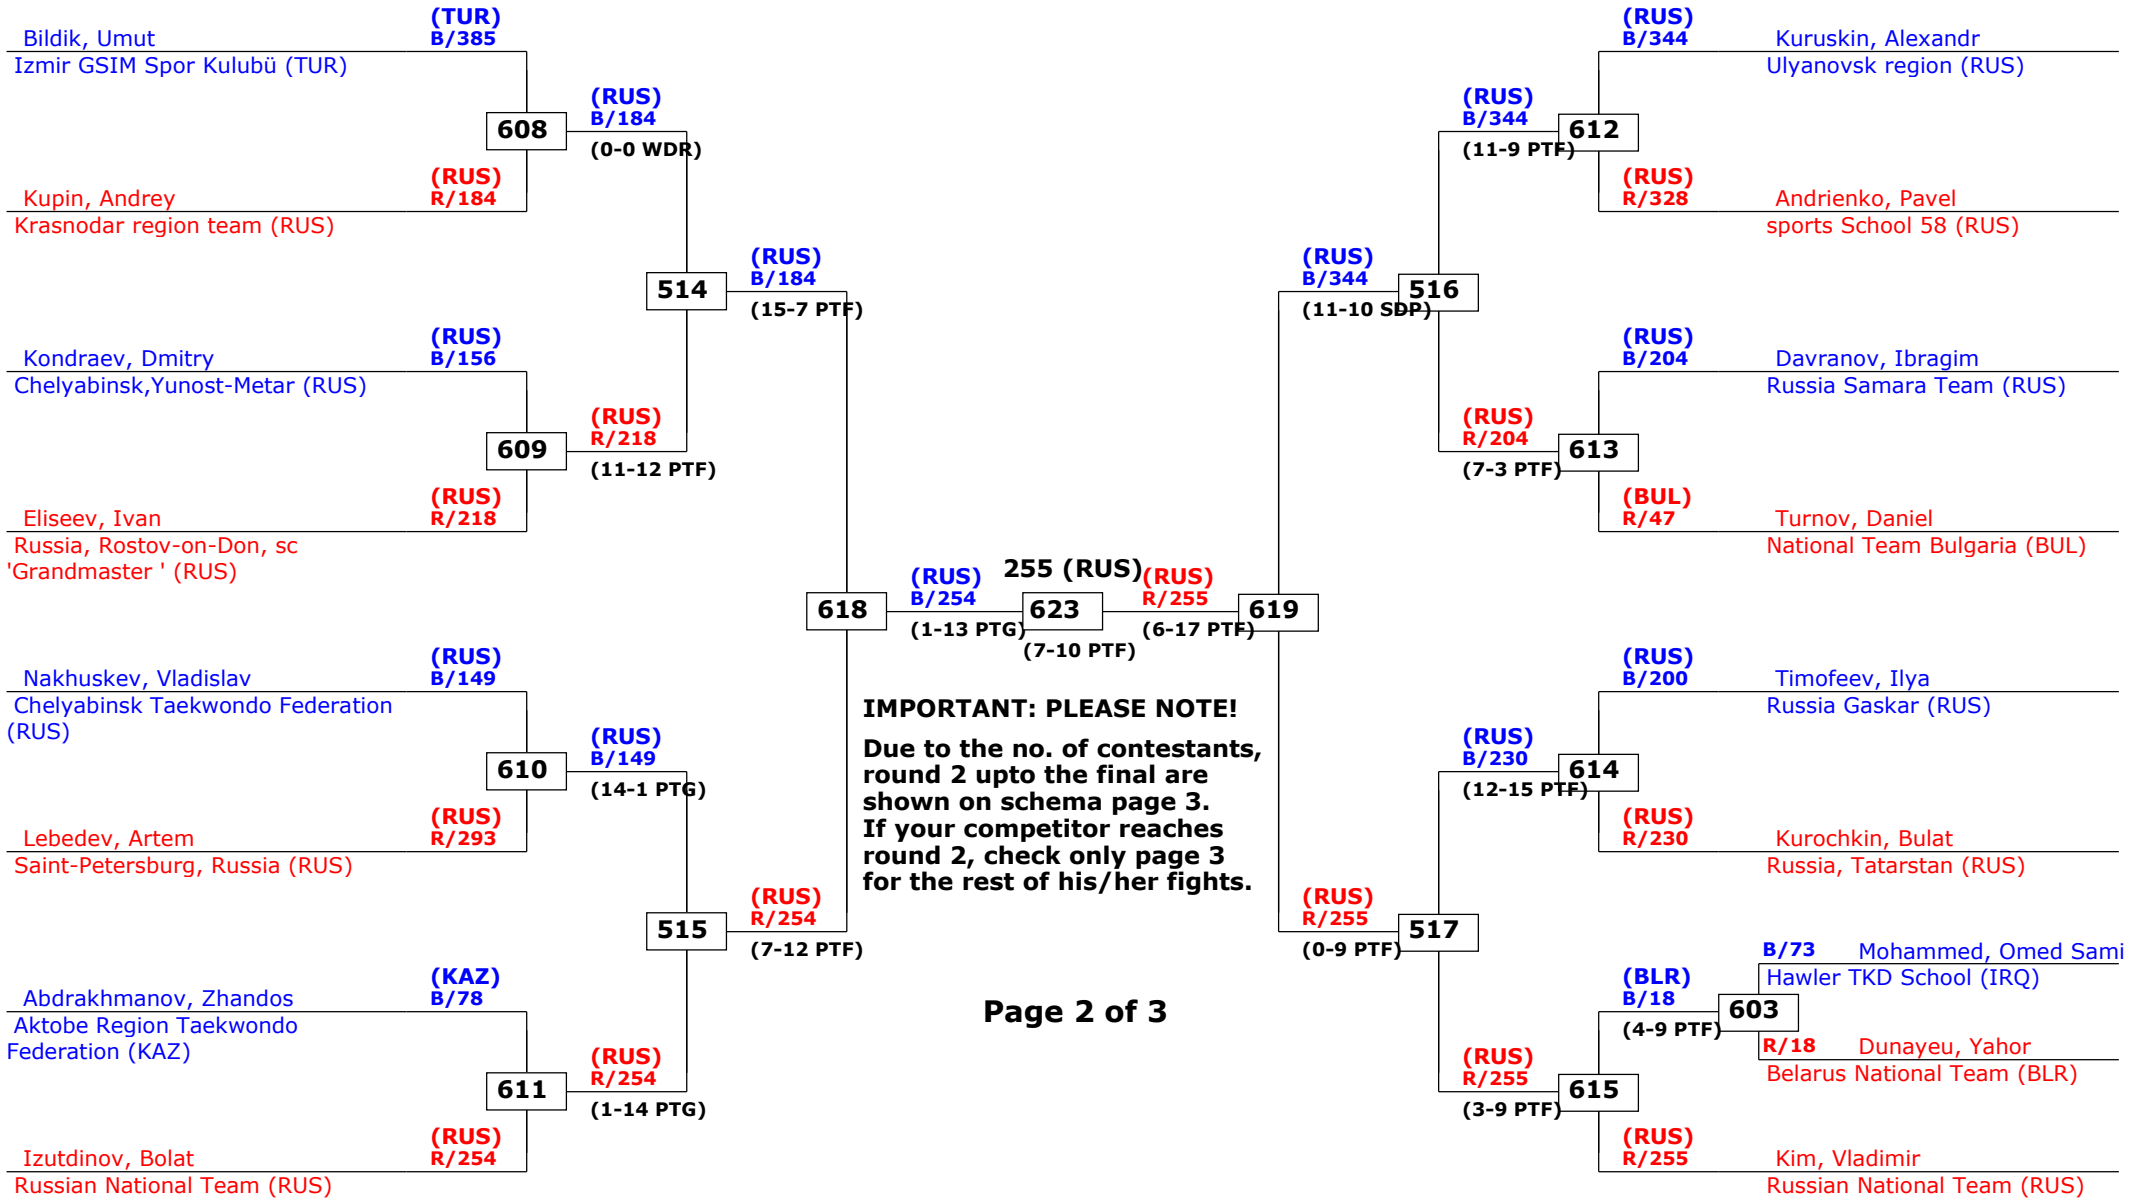 (TUR)
Bildik, Umut B/385
Izmir GSIM Spor Kulubü (TUR)
608
(RUS)
B/184
(0-0 WDR)
(RUS)
Kupin, Andrey R/184
Krasnodar region team (RUS)
514
(RUS)
B/184
(15-7 PTF)
(RUS)
Kondraev, Dmitry B/156
Chelyabinsk,Yunost-Metar (RUS)
609
(RUS)
R/218
(11-12 PTF)
(RUS)
Eliseev, Ivan R/218
Russia, Rostov-on-Don, sc
'Grandmaster ' (RUS)
618
(RUS)
B/254
(1-13 PTG)
(RUS)
Nakhuskev, Vladislav B/149
Chelyabinsk Taekwondo Federation
(RUS)
610
(RUS)
B/149
(14-1 PTG)
(RUS)
Lebedev, Artem R/293
Saint-Petersburg, Russia (RUS)
515
(RUS)
R/254
(7-12 PTF)
(KAZ)
Abdrakhmanov, Zhandos B/78
Aktobe Region Taekwondo
Federation (KAZ)
611
(RUS)
R/254
(1-14 PTG)
(RUS)
Izutdinov, Bolat R/254
Russian National Team (RUS)
255 (RUS)
623
(7-10 PTF)
IMPORTANT: PLEASE NOTE!
Due to the no. of contestants,
round 2 upto the final are
shown on schema page 3.
If your competitor reaches
round 2, check only page 3
for the rest of his/her fights.
Page 2 of 3
(RUS)
R/255
(6-17 PTF)
619
(RUS)
B/344 Kuruskin, Alexandr
Ulyanovsk region (RUS)
(RUS)
B/344
(11-9 PTF)
612
(RUS)
R/328 Andrienko, Pavel
sports School 58 (RUS)
(RUS)
B/344
(11-10 SDP)
516
(RUS)
B/204 Davranov, Ibragim
Russia Samara Team (RUS)
(RUS)
R/204
(7-3 PTF)
613
(BUL)
R/47 Turnov, Daniel
National Team Bulgaria (BUL)
(RUS)
B/200 Timofeev, Ilya
Russia Gaskar (RUS)
(RUS)
B/230
(12-15 PTF)
614
(RUS)
R/230 Kurochkin, Bulat
Russia, Tatarstan (RUS)
(RUS)
R/255
(0-9 PTF)
517
B/73 Mohammed, Omed Sami
Hawler TKD School (IRQ)
(BLR)
B/18
(4-9 PTF)
603
R/18 Dunayeu, Yahor
Belarus National Team (BLR)
(RUS)
R/255
(3-9 PTF)
615
(RUS)
R/255 Kim, Vladimir
Russian National Team (RUS)